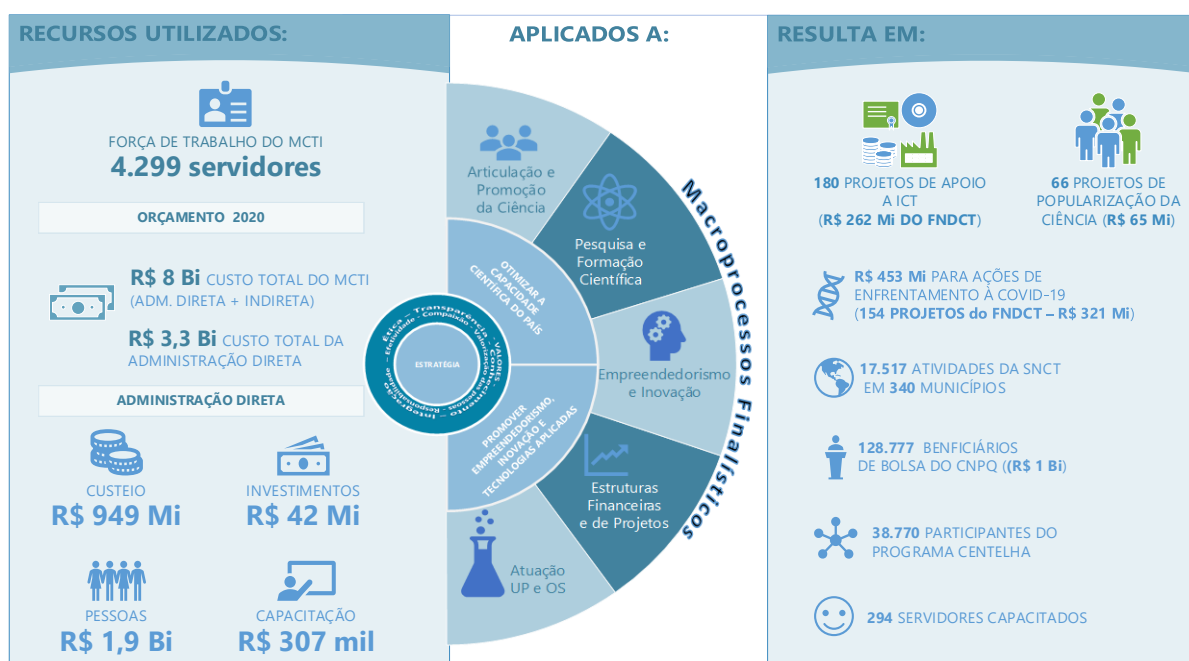 RECURSOS UTILIZADOS:
FORÇA DE TRABALHO DO MCTI
4.299 servidores
ORÇAMENTO 2020
R$ 8 Bi CUSTO TOTAL DO MCTI
(ADM. DIRETA + INDIRETA)
R$ 3,3 Bi CUSTO TOTAL DA
ADMINISTRAÇÃO DIRETA
ADMINISTRAÇÃO DIRETA
CUSTEIO
R$ 949 Mi
INVESTIMENTOS
R$ 42 Mi
PESSOAS
R$ 1,9 Bi
CAPACITAÇÃO
R$ 307 mil
APLICADOS A:
Articulação e
Promoção
da Ciência
Pesquisa e
Formação
Científica
Empreendedorismo
e Inovação
Estruturas
Financeiras
e de Projetos
Atuação
UP e OS
Macroprocessos Finalísticos
OTIMIZAR A
CAPACIDADE
CIENTÍFICA DO PAÍS
PROMOVER
EMPREENDEDORISMO,
INOVAÇÃO E
TECNOLOGIAS APLICADAS
ESTRATÉGIA
- VALORES - Conhecimento – Integração – Ética – Transparência
Efetividade - Compaixão - Valorização das pessoas - Responsabilidade
RESULTA EM:
180 PROJETOS DE APOIO
A ICT
(R$ 262 Mi DO FNDCT)
66 PROJETOS DE
POPULARIZAÇÃO DA
CIÊNCIA (R$ 65 Mi)
R$ 453 Mi PARA AÇÕES DE
ENFRENTAMENTO À COVID-19
(154 PROJETOS do FNDCT – R$ 321 Mi)
17.517 ATIVIDADES DA SNCT
EM 340 MUNICÍPIOS
128.777 BENFICIÁRIOS
DE BOLSA DO CNPQ ((R$ 1 Bi)
38.770 PARTICIPANTES DO
PROGRAMA CENTELHA
294 SERVIDORES CAPACITADOS